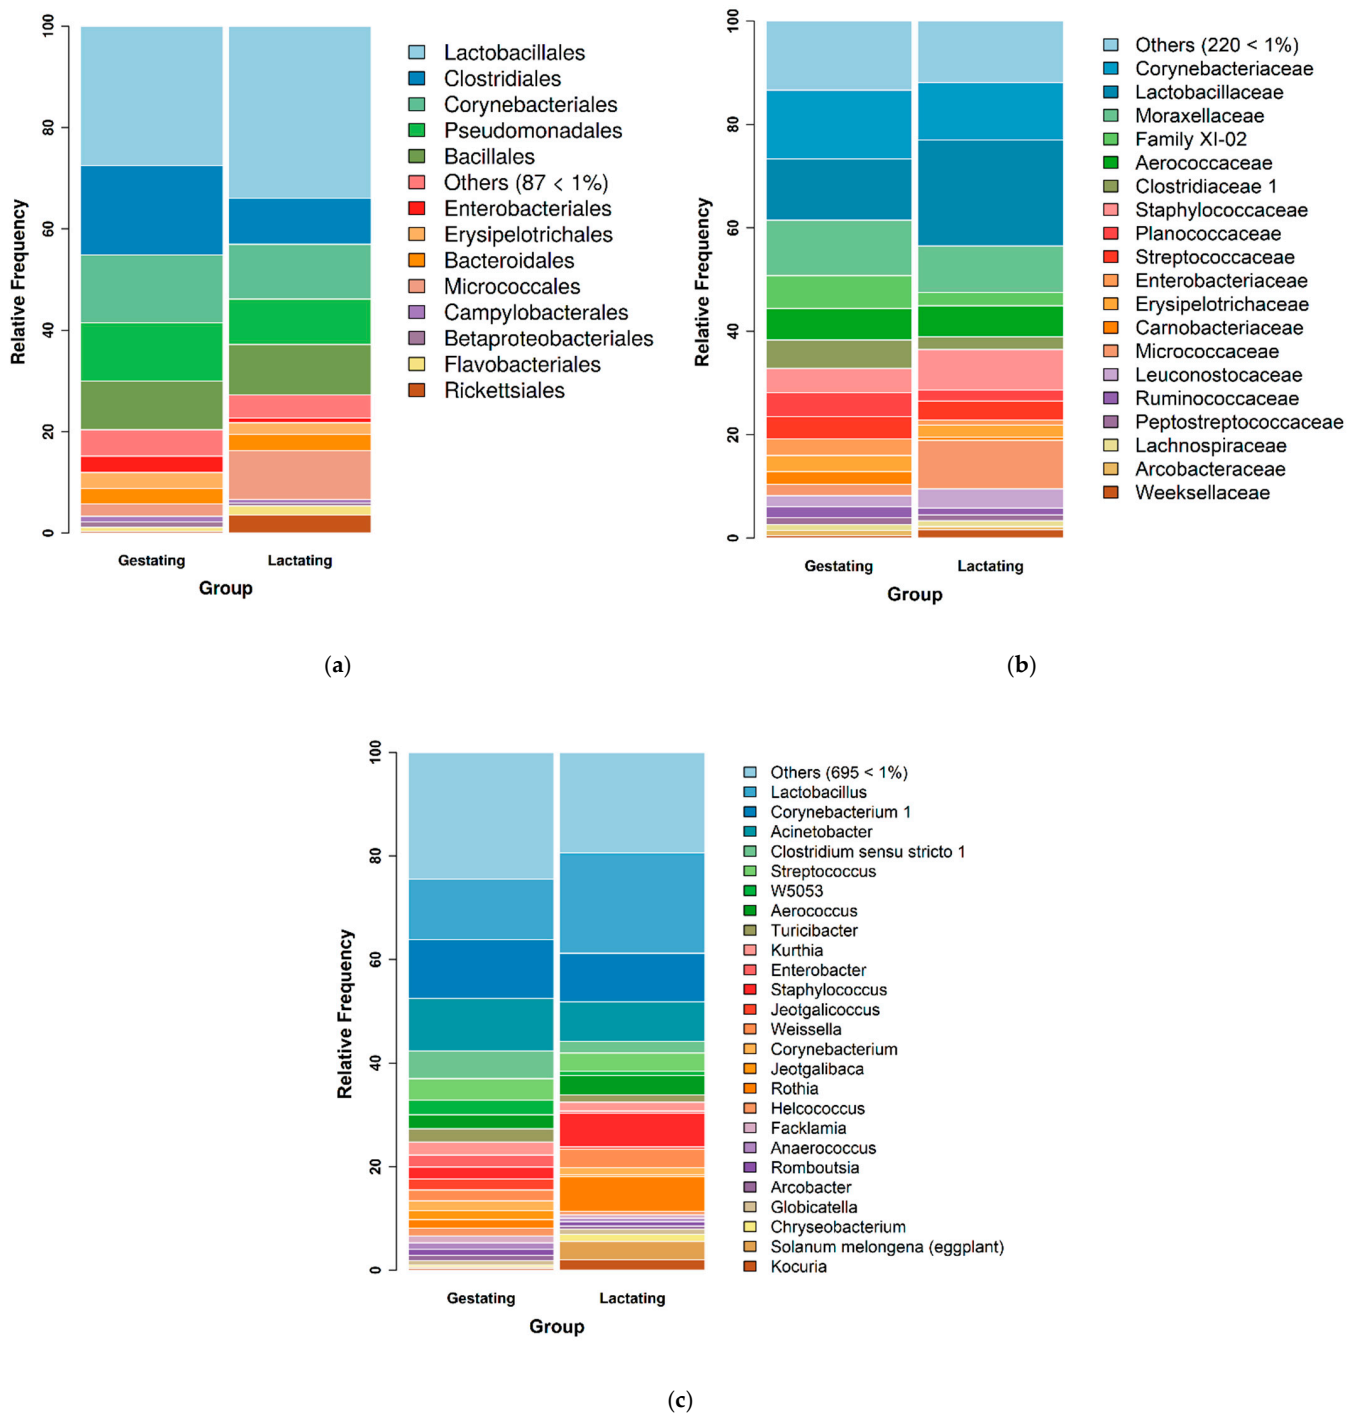 100
80
60
40
20
0
Relative Frequency
Gestating
Lactating
Group
Lactobacillales
Clostridiales
Corynebacteriales
Pseudomonadales
Bacillales
Others (87 < 1%)
Enterobacteriales
Erysipelotrichales
Bacteroidales
Micrococcales
Campylobacterales
Betaproteobacteriales
Flavobacteriales
Rickettsiales
(a)
100
80
60
40
20
0
Relative Frequency
Gestating
Lactating
Group
Others (220 < 1%)
Corynebacteriaceae
Lactobacillaceae
Moraxellaceae
Family XI-02
Aerococcaceae
Clostridiaceae 1
Staphylococcaceae
Planococcaceae
Streptococcaceae
Enterobacteriaceae
Erysipelotrichaceae
Carnobacteriaceae
Micrococcaceae
Leuconostocaceae
Ruminococcaceae
Peptostreptococcaceae
Lachnospiraceae
Arcobacteraceae
Weeksellaceae
(b)
100
80
60
40
20
0
Relative Frequency
Gestating
Lactating
Group
Others (695 < 1%)
Lactobacillus
Corynebacterium 1
Acinetobacter
Clostridium sensu stricto 1
Streptococcus
W5053
Aerococcus
Turicibacter
Kurthia
Enterobacter
Staphylococcus
Jeotgalicoccus
Weissella
Corynebacterium
Jeotgalibaca
Rothia
Helcococcus
Facklamia
Anaerococcus
Romboutsia
Arcobacter
Globicatella
Chryseobacterium
Solanum melongena (eggplant)
Kocuria
(c)